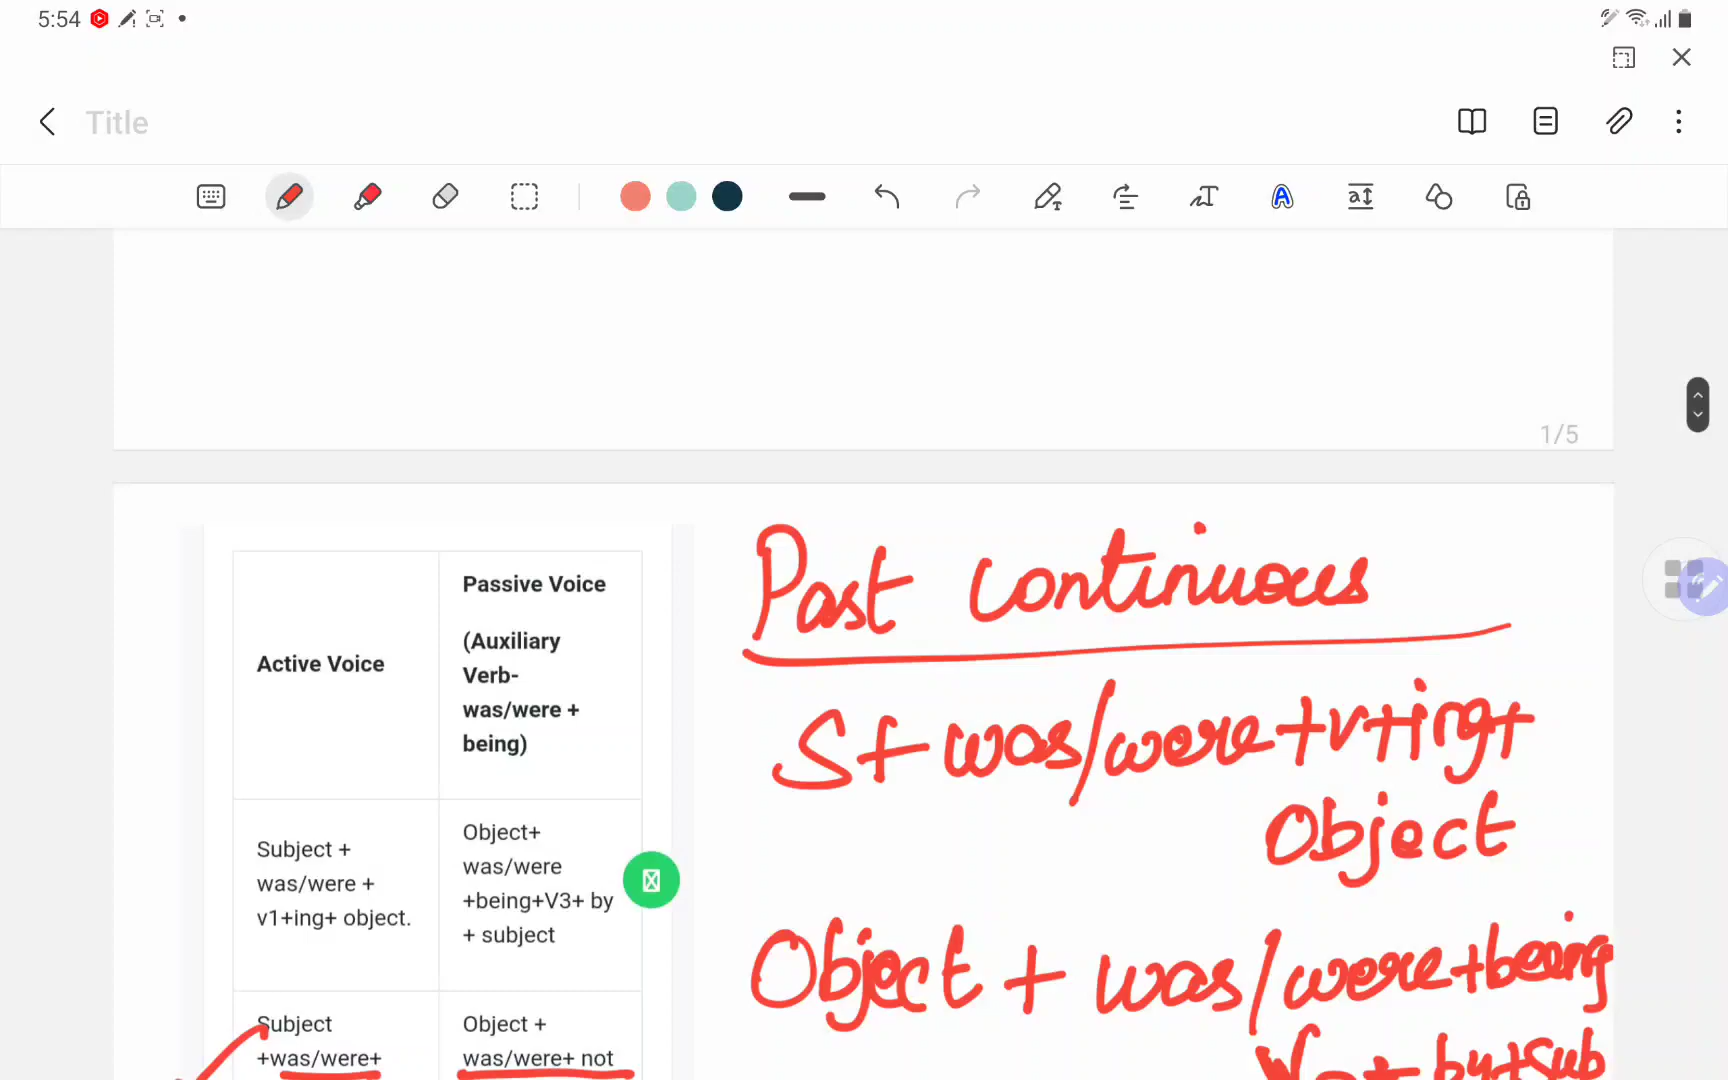 5:54
Title
1/5
Active Voice
Passive Voice
(Auxiliary
Verb-
was/were +
being)
Subject +
was/were +
v1+ing+ object.
Object+
was/were
+being+V3+ by
+ subject
Subject
+was/were+
Object +
was/were+ not
Past continuous
S+ was/were +v+ing+
Object
Object + was/were+being
+ by+sub